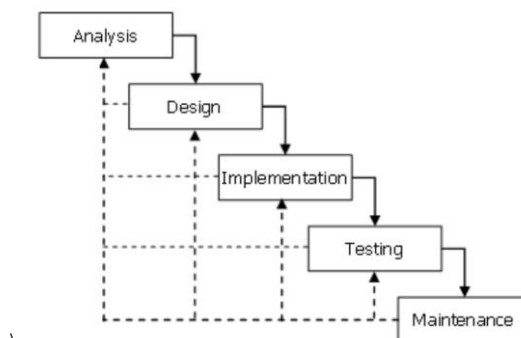 Analysis
Design
Implementation
Testing
Maintenance
)